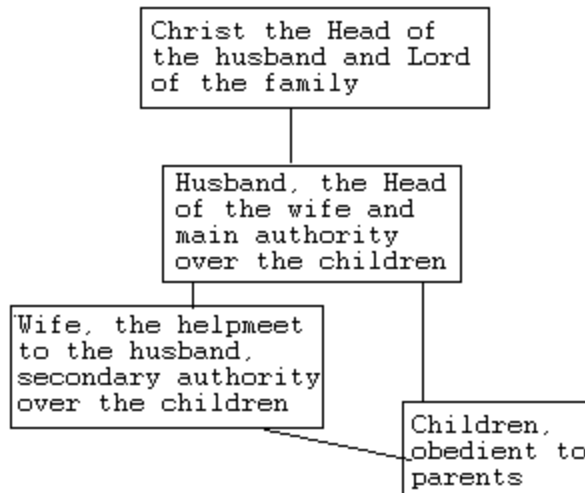 Christ the Head of
the husband and Lord
of the family
Husband, the Head
of the wife and
main authority
over the children
Wife, the helpmeet
to the husband,
secondary authority
over the children
Children,
obedient to
parents